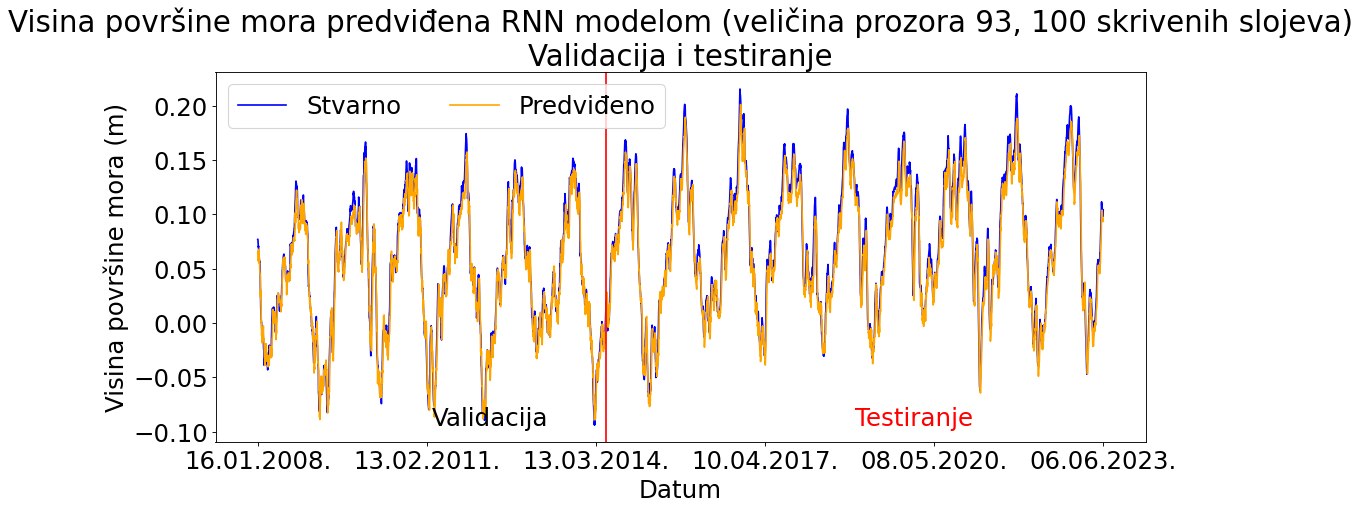 Visina površine mora predviđena RNN modelom (veličina prozora 93, 100 skrivenih slojeva)
Validacija i testiranje
Stvarno
Predviđeno
Visina površine mora (m)
0.20
0.15
0.10
0.05
0.00
−0.05
−0.10
Validacija
Testiranje
16.01.2008.
13.02.2011.
13.03.2014.
10.04.2017.
08.05.2020.
06.06.2023.
Datum